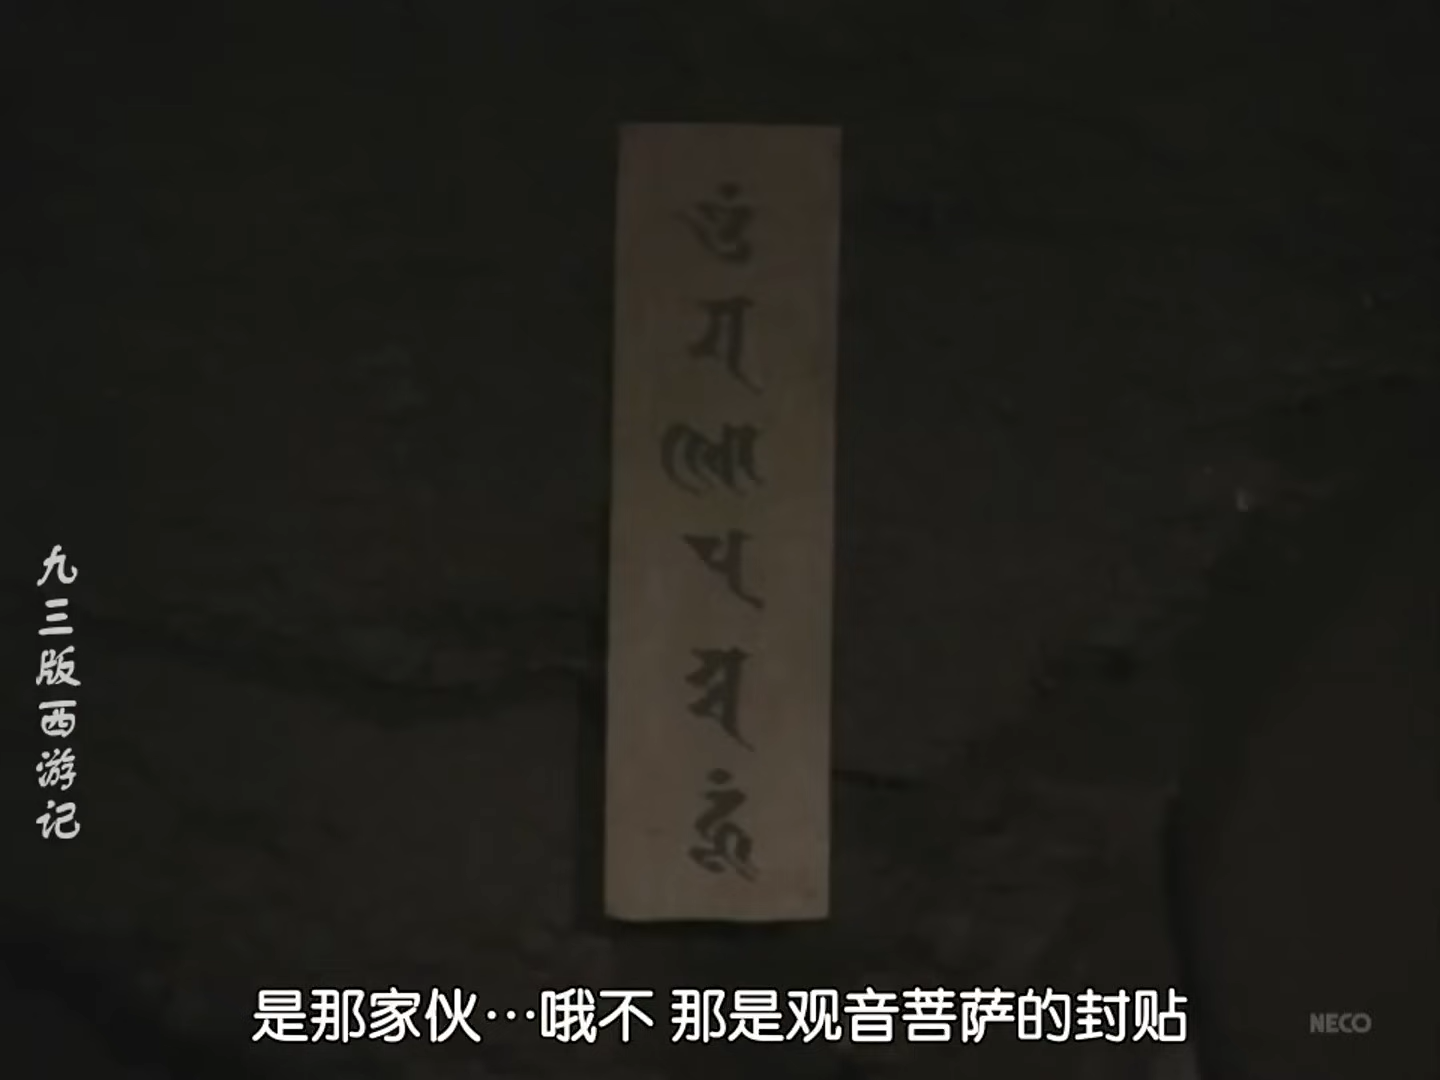 𑖌𑖼
𑖦
𑖜𑖰
𑖢
𑖟𑖿𑖦
𑖮𑖳𑖽
九三版西游记
是那家伙…哦不 那是观音菩萨的封贴
NECO